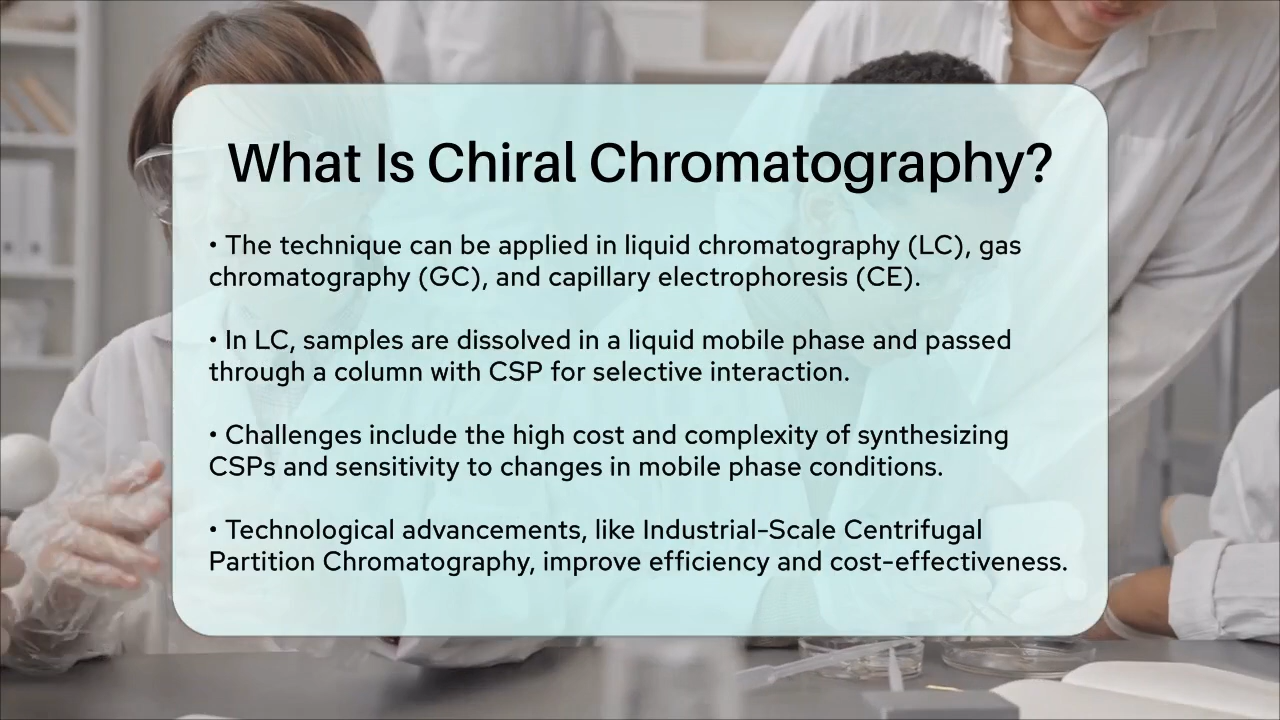 What Is Chiral Chromatography?
• The technique can be applied in liquid chromatography (LC), gas
chromatography (GC), and capillary electrophoresis (CE).
• In LC, samples are dissolved in a liquid mobile phase and passed
through a column with CSP for selective interaction.
• Challenges include the high cost and complexity of synthesizing
CSPs and sensitivity to changes in mobile phase conditions.
• Technological advancements, like Industrial-Scale Centrifugal
Partition Chromatography, improve efficiency and cost-effectiveness.